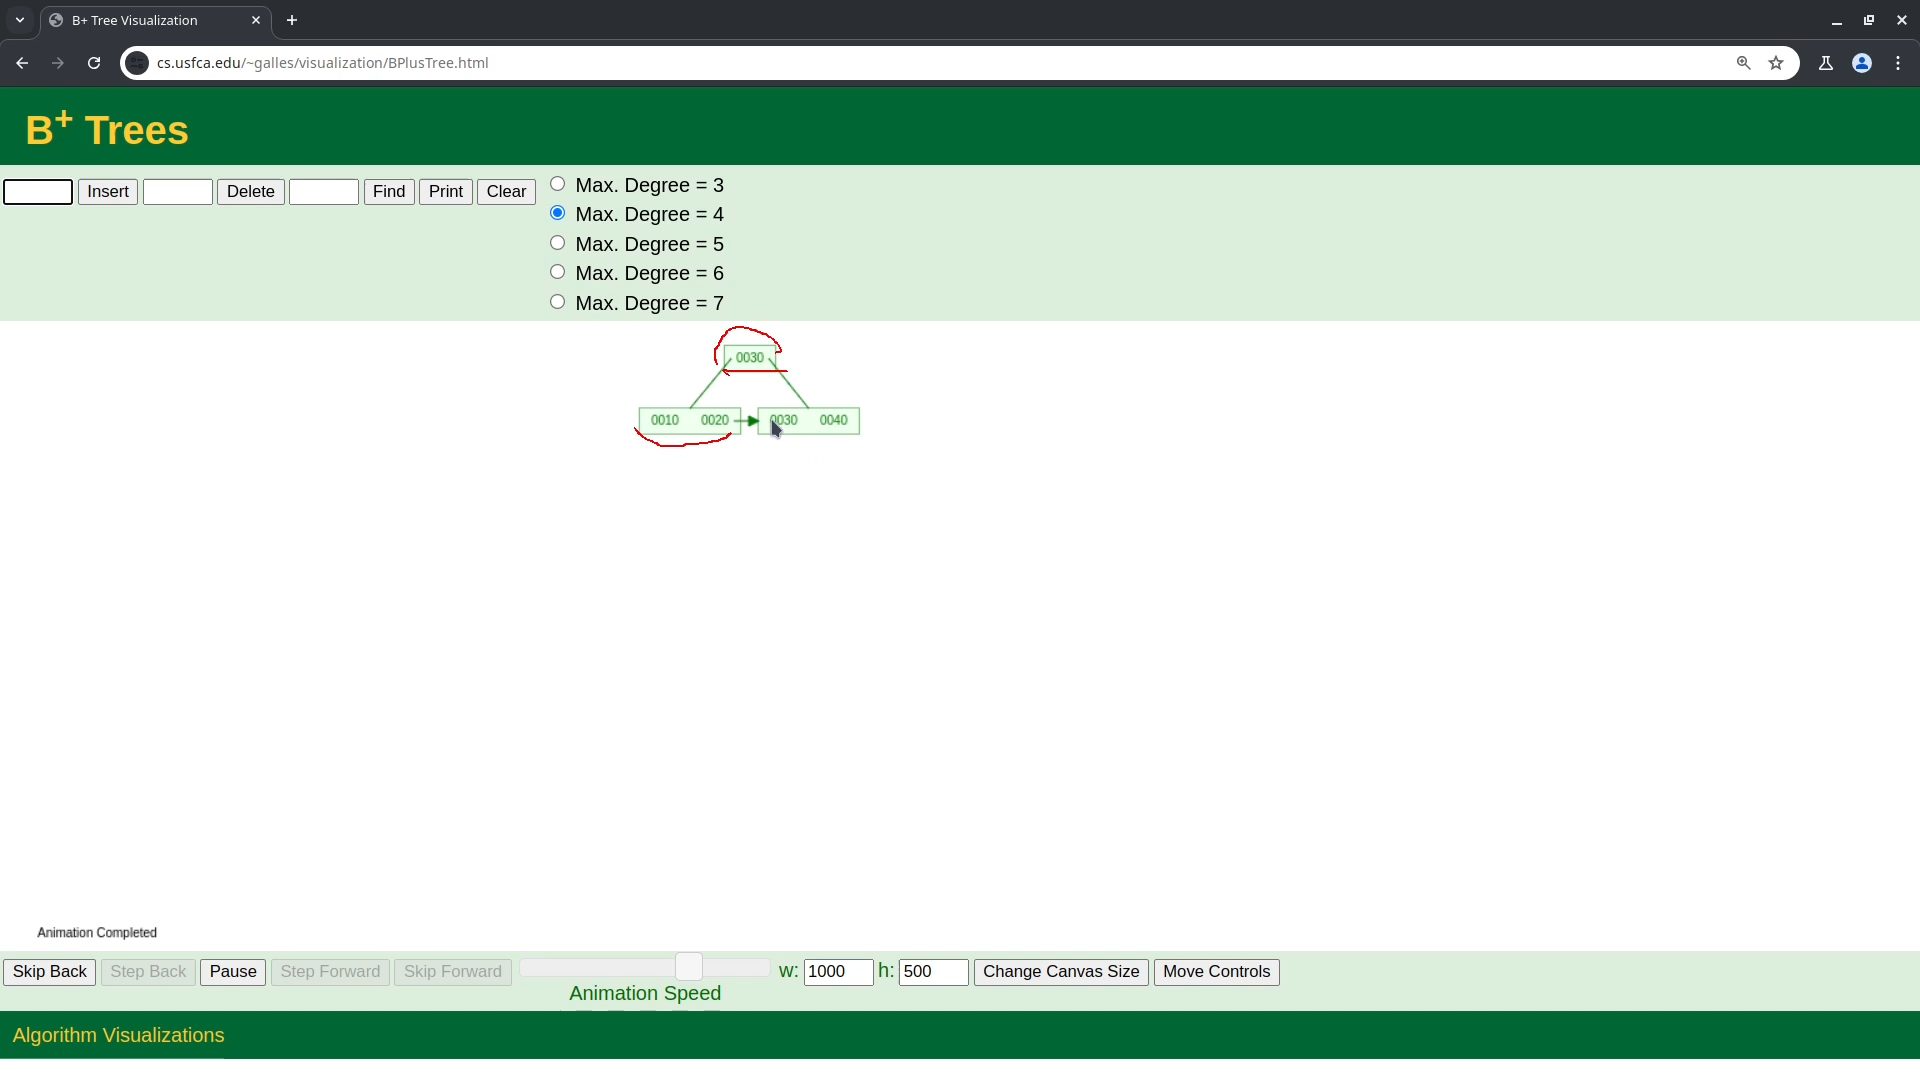 B+ Tree Visualization
cs.usfca.edu/~galles/visualization/BPlusTree.html
B+ Trees
Insert Delete Find Print Clear
Max. Degree = 3
Max. Degree = 4
Max. Degree = 5
Max. Degree = 6
Max. Degree = 7
0030
0010 0020 0030 0040
Animation Completed
Skip Back Step Back Pause Step Forward Skip Forward w: 1000 h: 500 Change Canvas Size Move Controls
Animation Speed
Algorithm Visualizations